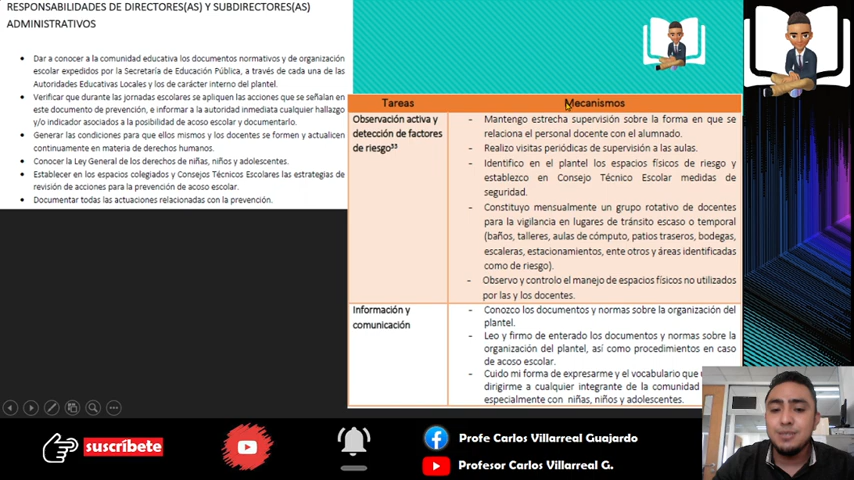 RESPONSABILIDADES DE DIRECTORES(AS) Y SUBDIRECTORES(AS)
ADMINISTRATIVOS
Dar a conocer a la comunidad educativa los documentos normativos y de organización
escolar expedidos por la Secretaría de Educación Pública, a través de cada una de las
Autoridades Educativas Locales y los de carácter interno del plantel.
Verificar que durante las jornadas escolares se apliquen las acciones que se señalan en
este documento de prevención, e informar a la autoridad inmediata cualquier hallazgo
y/o indicador asociados a la posibilidad de acoso escolar y documentarlo.
Generar las condiciones para que ellos mismos y los docentes se formen y actualicen
continuamente en materia de derechos humanos.
Conocer la Ley General de los derechos de niñas, niños y adolescentes.
Establecer en los espacios colegiados y Consejos Técnicos Escolares las estrategias de
revisión de acciones para la prevención de acoso escolar.
Documentar todas las actuaciones relacionadas con la prevención.
Tareas
Mecanismos
Observación activa y
detección de factores
de riesgo³³
- Mantengo estrecha supervisión sobre la forma en que se
relaciona el personal docente con el alumnado.
- Realizo visitas periódicas de supervisión a las aulas.
- Identifico en el plantel los espacios físicos de riesgo y
establezco en Consejo Técnico Escolar medidas de
seguridad.
- Constituyo mensualmente un grupo rotativo de docentes
para la vigilancia en lugares de tránsito escaso o temporal
(baños, talleres, aulas de cómputo, patios traseros, bodegas,
escaleras, estacionamientos, ente otros y áreas identificadas
como de riesgo).
- Observo y controlo el manejo de espacios físicos no utilizados
por las y los docentes.
Información y
comunicación
- Conozco los documentos y normas sobre la organización del
plantel.
- Leo y firmo de enterado los documentos y normas sobre la
organización del plantel, así como procedimientos en caso
de acoso escolar.
- Cuido mi forma de expresarme y el vocabulario que
dirigirme a cualquier integrante de la comunidad
especialmente con niñas, niños y adolescentes.
suscríbete
Profe Carlos Villarreal Guajardo
Profesor Carlos Villarreal G.